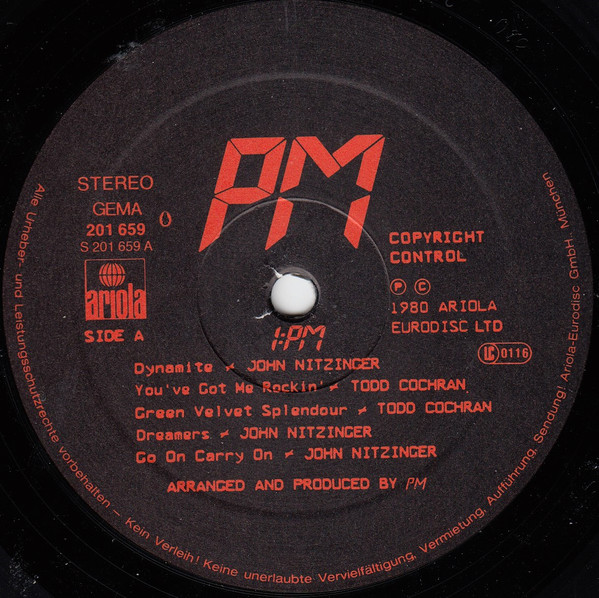 PM
STEREO
GEMA
201 659
S 201 659 A
ariola
SIDE A
COPYRIGHT
CONTROL
P C
1980 ARIOLA
EURODISC LTD
LC 0116
1:PM
Dynamite ≠ JOHN NITZINGER
You've Got Me Rockin' ≠ TODD COCHRAN
Green Velvet Splendour ≠ TODD COCHRAN
Dreamers ≠ JOHN NITZINGER
Go On Carry On ≠ JOHN NITZINGER
ARRANGED AND PRODUCED BY PM
Alle Urheber- und Leistungsschutzrechte vorbehalten – Kein Verleih! Keine unerlaubte Vervielfältigung, Vermietung, Aufführung, Sendung! Ariola-Eurodisc GmbH. München